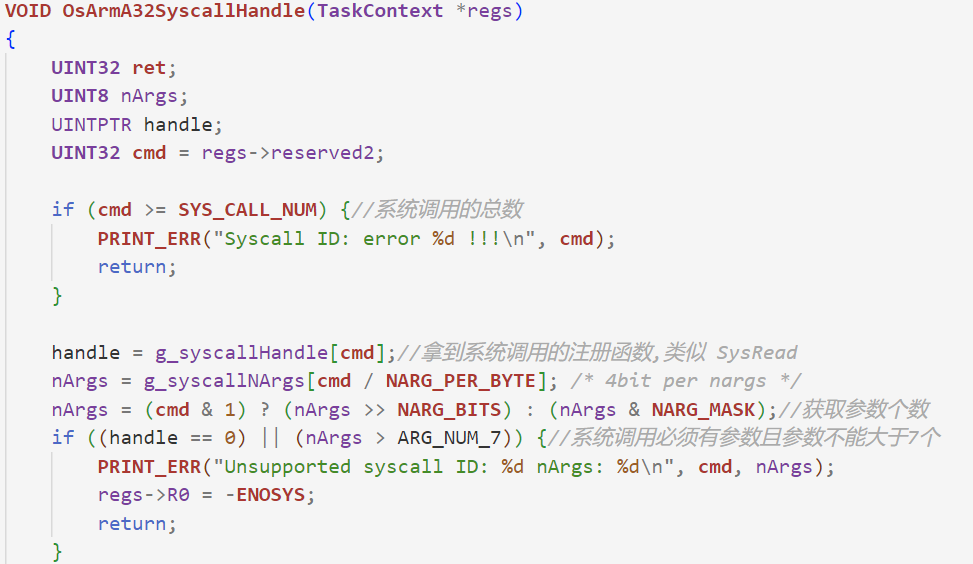 VOID OsArmA32SyscallHandle(TaskContext *regs)
{
    UINT32 ret;
    UINT8 nArgs;
    UINTPTR handle;
    UINT32 cmd = regs->reserved2;

    if (cmd >= SYS_CALL_NUM) {//系统调用的总数
        PRINT_ERR("Syscall ID: error %d !!!\n", cmd);
        return;
    }

    handle = g_syscallHandle[cmd];//拿到系统调用的注册函数,类似 SysRead
    nArgs = g_syscallNArgs[cmd / NARG_PER_BYTE]; /* 4bit per nargs */
    nArgs = (cmd & 1) ? (nArgs >> NARG_BITS) : (nArgs & NARG_MASK);//获取参数个数
    if ((handle == 0) || (nArgs > ARG_NUM_7)) {//系统调用必须有参数且参数不能大于7个
        PRINT_ERR("Unsupported syscall ID: %d nArgs: %d\n", cmd, nArgs);
        regs->R0 = -ENOSYS;
        return;
    }